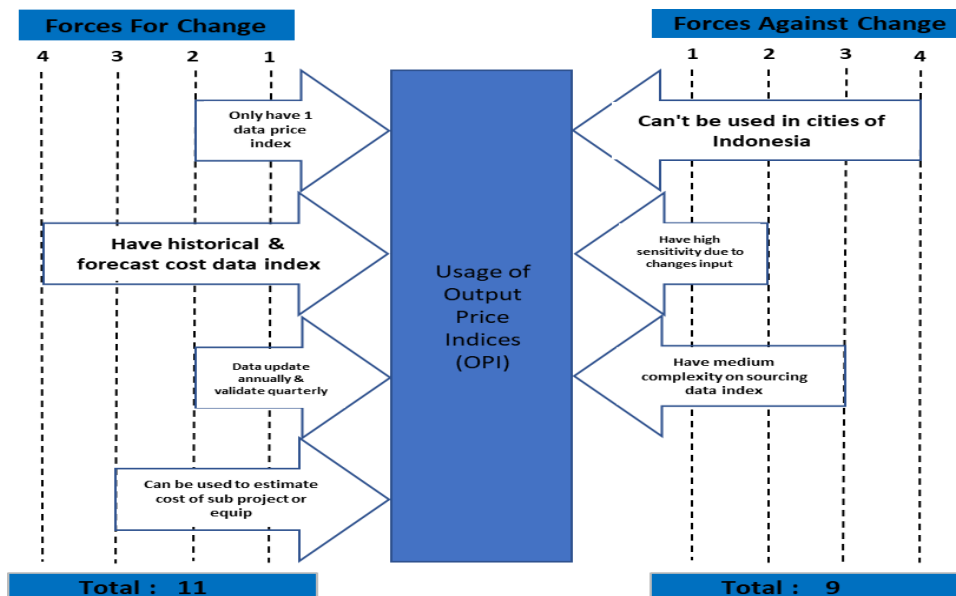 Forces For Change
Forces Against Change
4 3 2 1
1 2 3 4
Only have 1
data price
index
Can't be used in cities of
Indonesia
Have historical &
forecast cost data index
Have high
sensitivity due to
changes input
Usage of
Output
Price
Indices
(OPI)
Data update
annually &
validate quarterly
Have medium
complexity on sourcing
data index
Can be used to estimate
cost of sub project or
equip
Total : 11
Total : 9